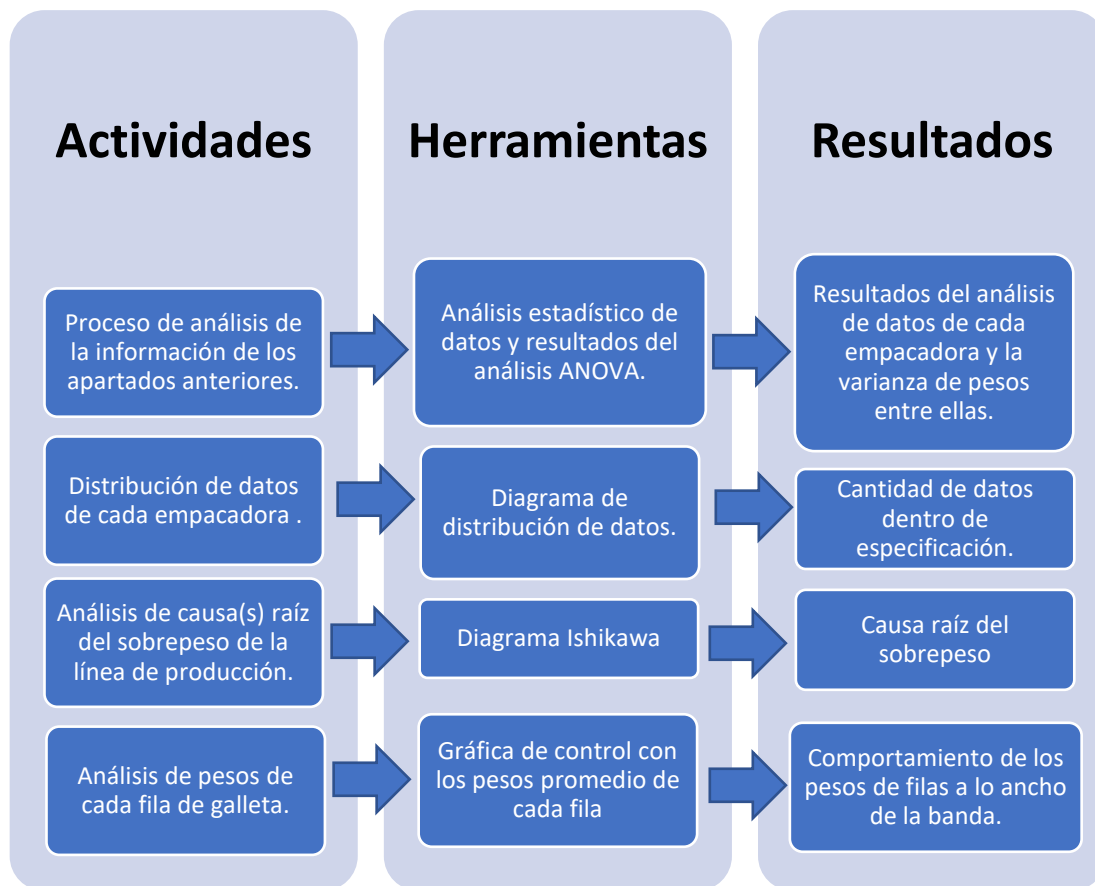 Actividades
Herramientas
Resultados
Proceso de análisis de
la información de los
apartados anteriores.
Análisis estadístico de
datos y resultados del
análisis ANOVA.
Resultados del análisis
de datos de cada
empacadora y la
varianza de pesos
entre ellas.
Distribución de datos
de cada empacadora .
Diagrama de
distribución de datos.
Cantidad de datos
dentro de
especificación.
Análisis de causa(s) raíz
del sobrepeso de la
línea de producción.
Diagrama Ishikawa
Causa raíz del
sobrepeso
Análisis de pesos de
cada fila de galleta.
Gráfica de control con
los pesos promedio de
cada fila
Comportamiento de los
pesos de filas a lo ancho
de la banda.